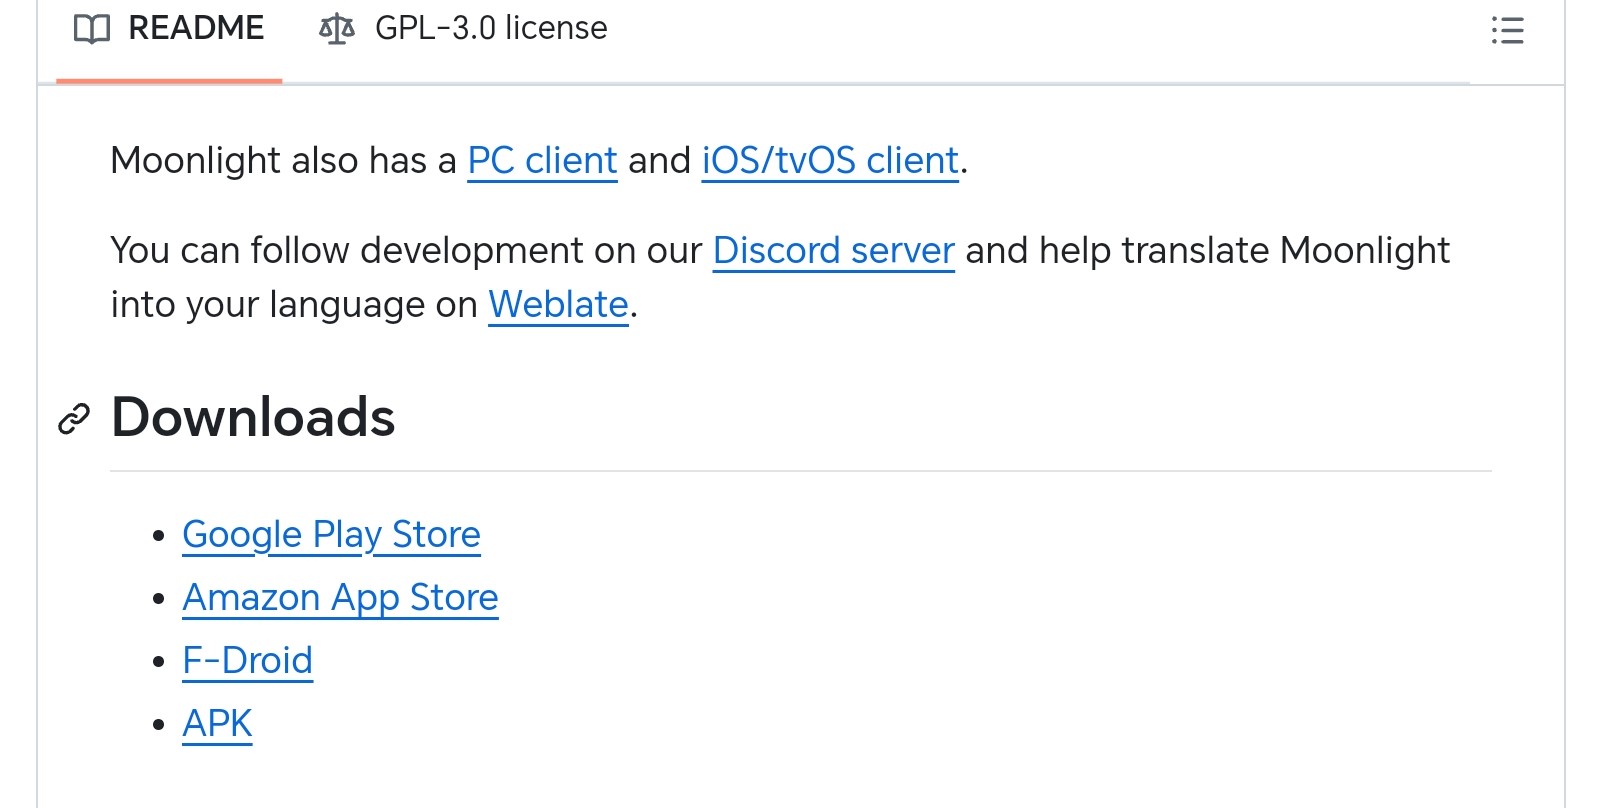 README GPL-3.0 license
Moonlight also has a PC client and iOS/tvOS client.
You can follow development on our Discord server and help translate Moonlight
into your language on Weblate.
Downloads
Google Play Store
Amazon App Store
F-Droid
APK